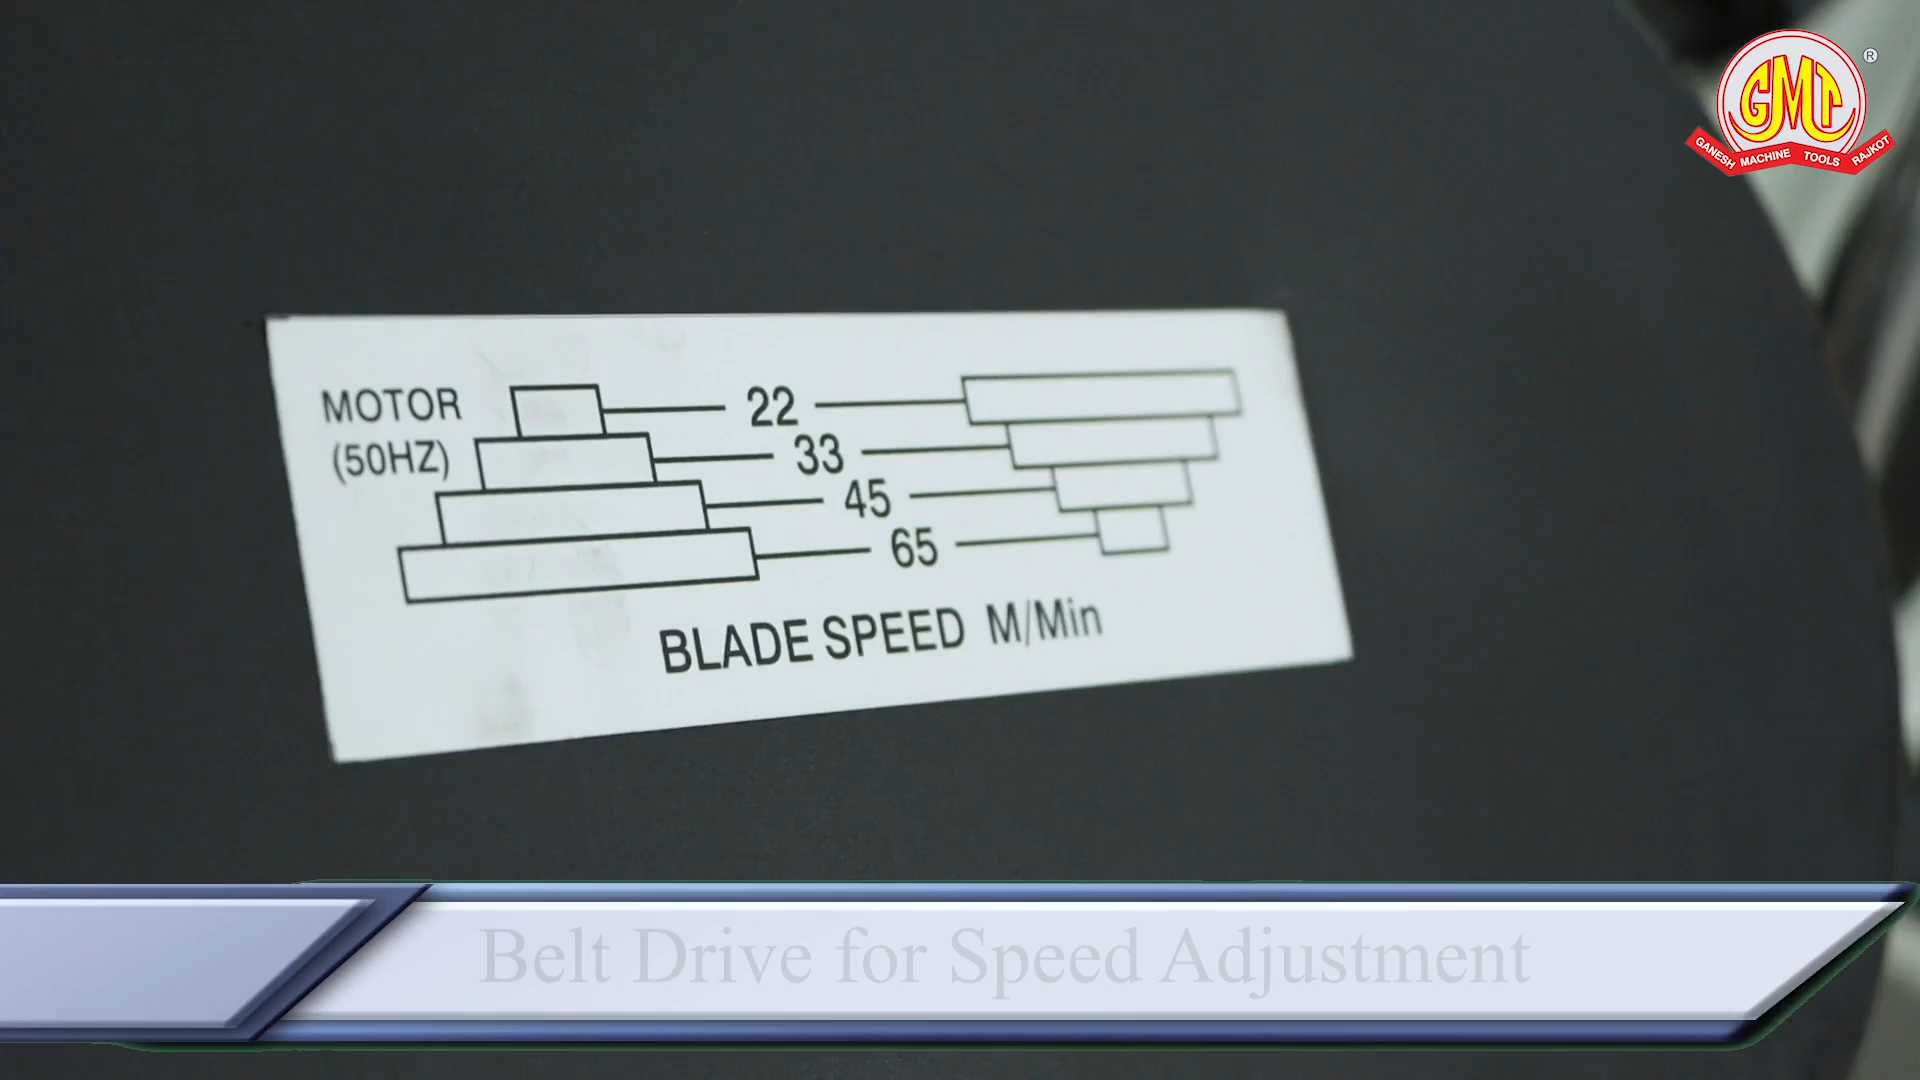 GMT
®
GANESH MACHINE TOOLS RAJKOT
MOTOR
(50HZ)
22
33
45
65
BLADE SPEED M/Min
Belt Drive for Speed Adjustment